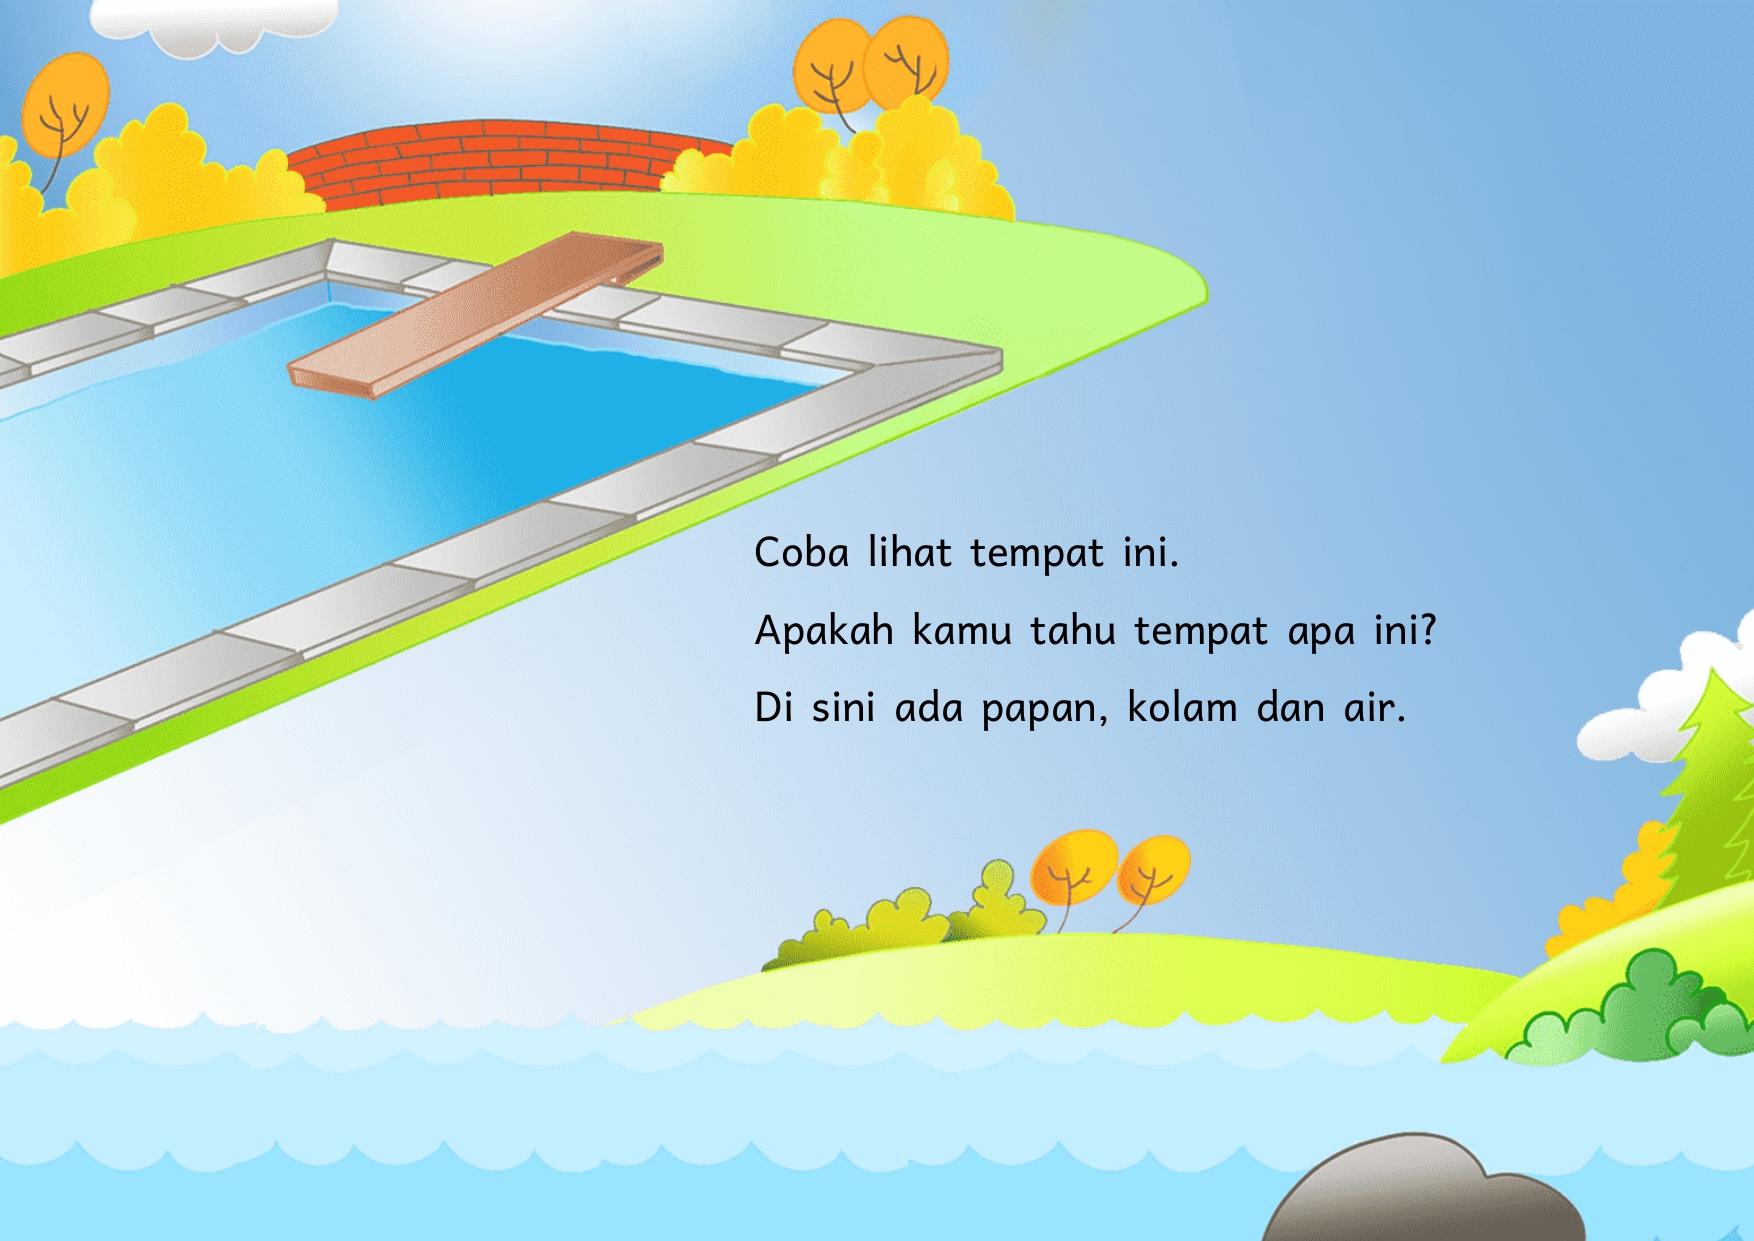 Coba lihat tempat ini.
Apakah kamu tahu tempat apa ini?
Di sini ada papan, kolam dan air.